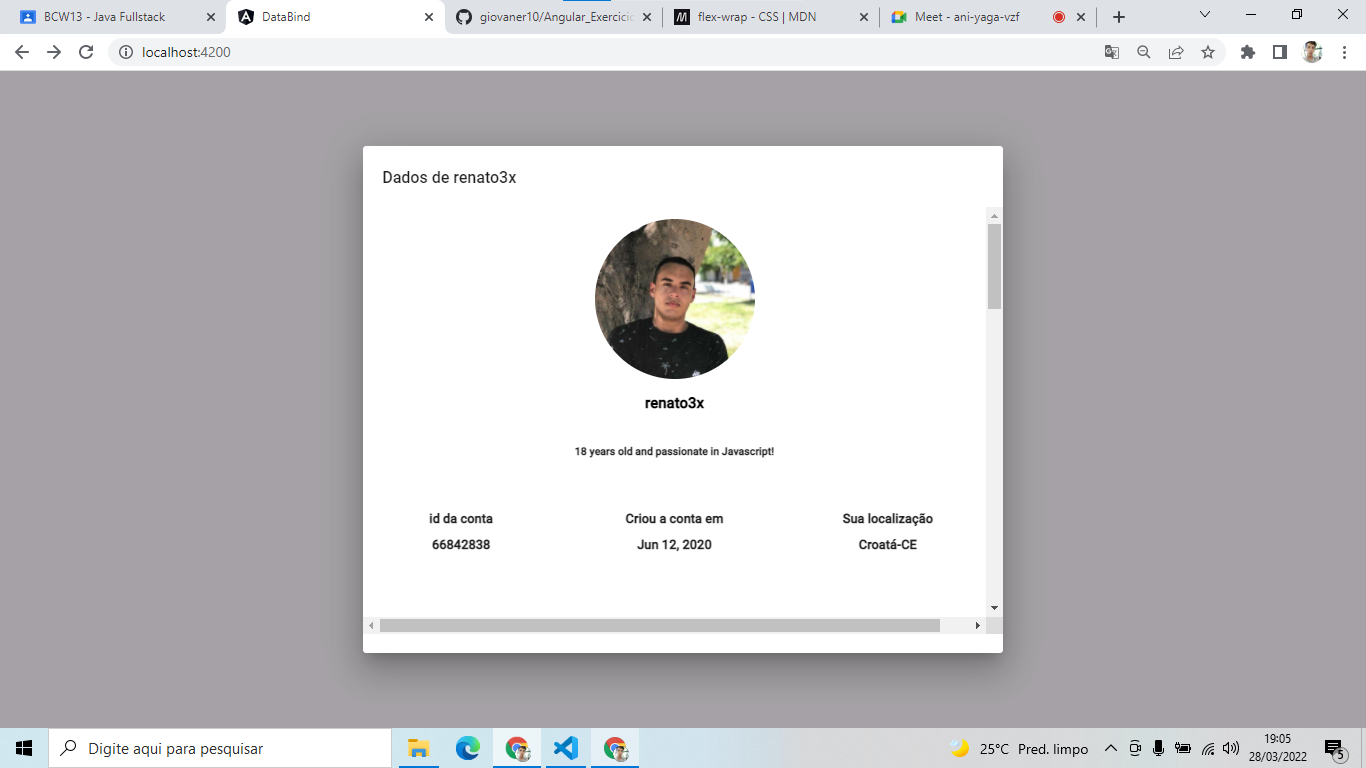 BCW13 - Java Fullstack
DataBind
giovaner10/Angular_Exercicio
flex-wrap - CSS | MDN
Meet - ani-yaga-vzf
localhost:4200
Dados de renato3x
renato3x
18 years old and passionate in Javascript!
id da conta
Criou a conta em
Sua localização
66842838
Jun 12, 2020
Croatá-CE
Digite aqui para pesquisar
25°C Pred. limpo
19:05
28/03/2022
5